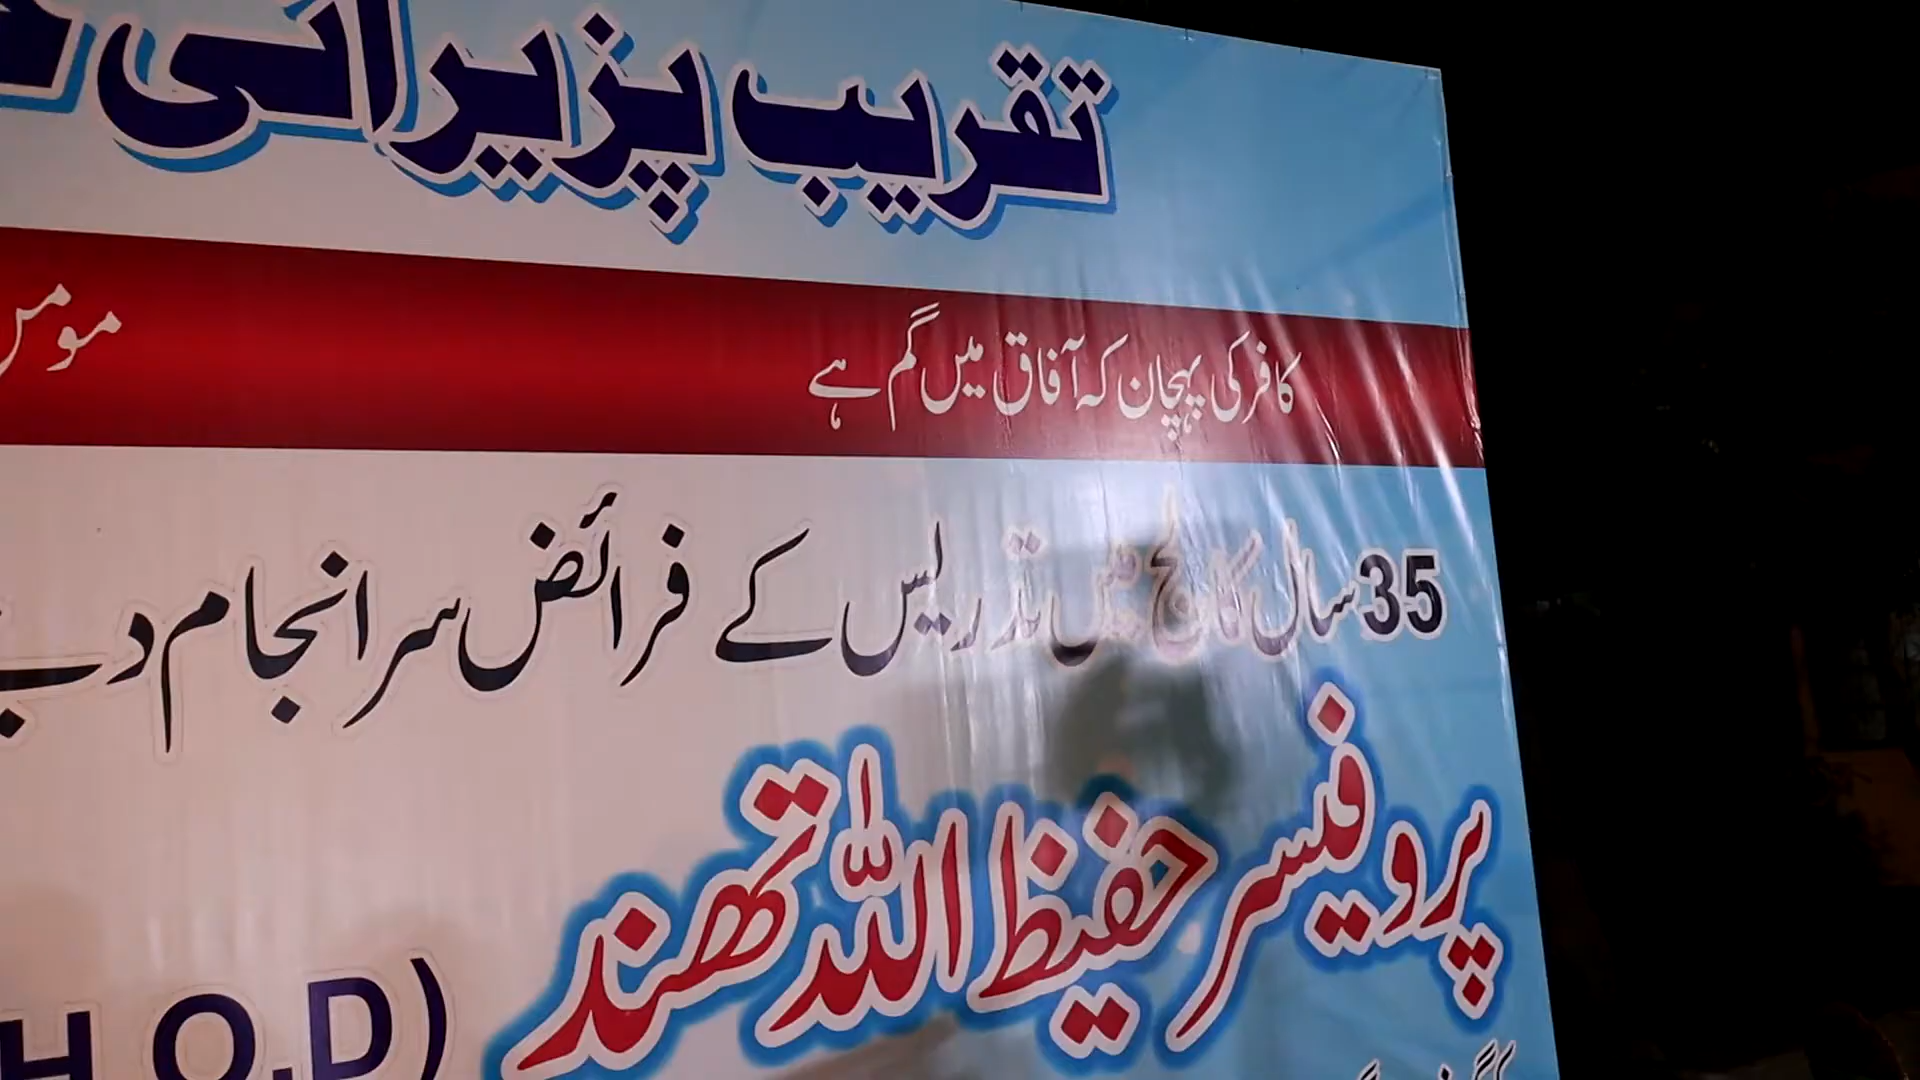 تقریب پزیرائی
کافر کی پہچان کہ آفاق میں گم ہے مومن
35 سال کالج میں تدریس کے فرائض سرانجام دے
پروفیسر حفیظ اللہ تھند
H.O.D)